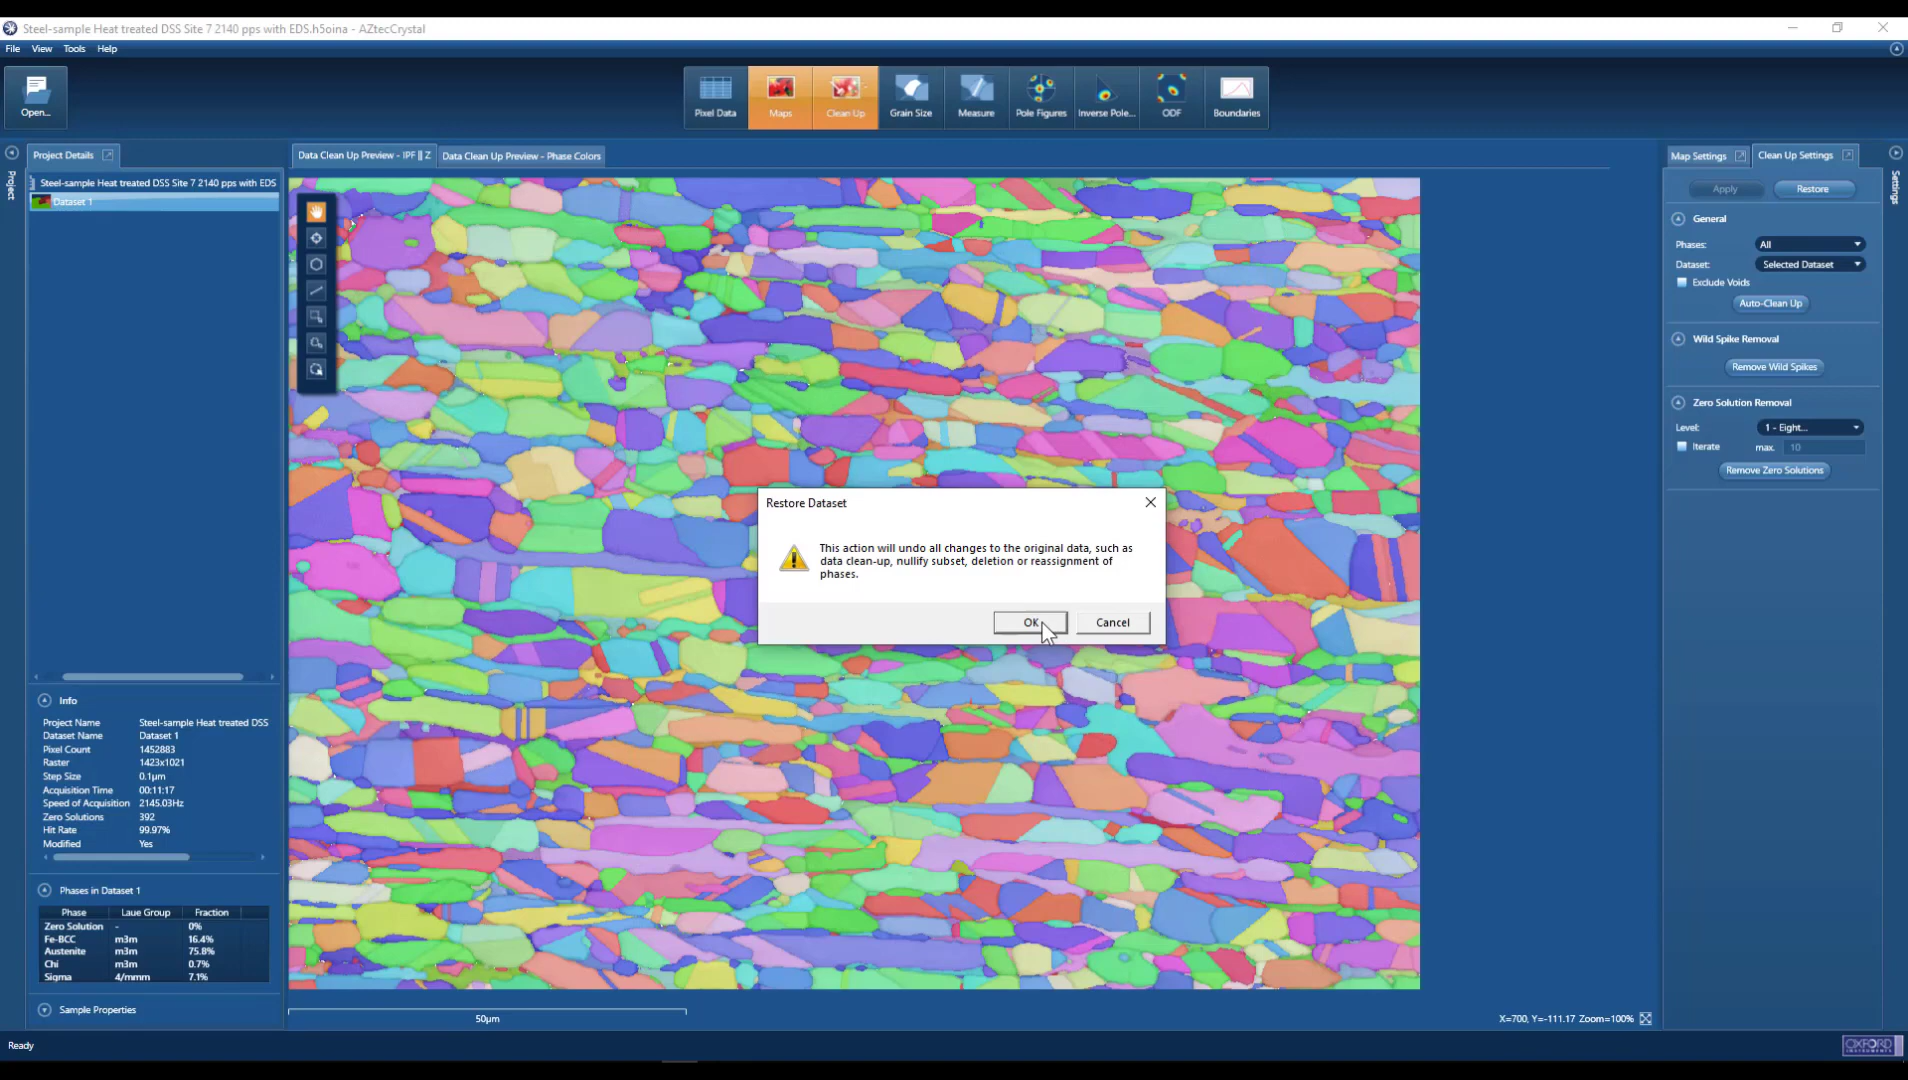 Steel-sample Heat treated DSS Site 7 2140 pps with EDS.h5oina - AZtecCrystal
File View Tools Help
Open...
Pixel Data
Maps
Clean Up
Grain Size
Measure
Pole Figures
Inverse Pole...
ODF
Boundaries
Project
Project Details
Steel-sample Heat treated DSS Site 7 2140 pps with EDS
Dataset 1
Data Clean Up Preview - IPF || Z
Data Clean Up Preview - Phase Colors
Map Settings
Clean Up Settings
Settings
Apply
Restore
General
Phases: All
Dataset: Selected Dataset
Exclude Voids
Auto-Clean Up
Wild Spike Removal
Remove Wild Spikes
Zero Solution Removal
Level: 1 - Eight...
Iterate max. 10
Remove Zero Solutions
Restore Dataset
This action will undo all changes to the original data, such as
data clean-up, nullify subset, deletion or reassignment of
phases.
OK
Cancel
Info
Project Name Steel-sample Heat treated DSS
Dataset Name Dataset 1
Pixel Count 1452883
Raster 1423x1021
Step Size 0.1µm
Acquisition Time 00:11:17
Speed of Acquisition 2145.03Hz
Zero Solutions 392
Hit Rate 99.97%
Modified Yes
Phases in Dataset 1
Phase Laue Group Fraction
Zero Solution - 0%
Fe-BCC m3m 16.4%
Austenite m3m 75.8%
Chi m3m 0.7%
Sigma 4/mmm 7.1%
Sample Properties
50µm
X=700, Y=-111.17 Zoom=100%
Ready
OXFORD
INSTRUMENTS